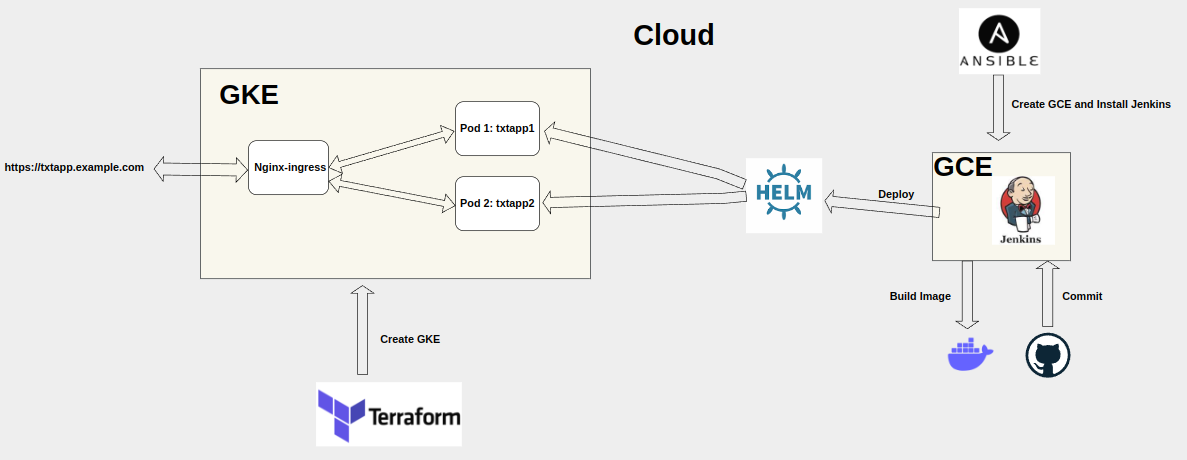 Cloud
ANSIBLE
Create GCE and Install Jenkins
GKE
Pod 1: txtapp1
https://txtapp.example.com
Nginx-ingress
Pod 2: txtapp2
HELM
Deploy
GCE
Jenkins
Build Image
Commit
Create GKE
Terraform